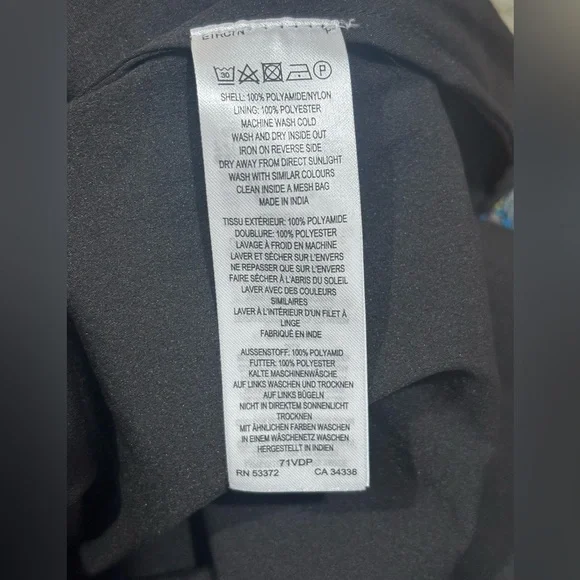 30
P
SHELL: 100% POLYAMIDE/NYLON
LINING: 100% POLYESTER
MACHINE WASH COLD
WASH AND DRY INSIDE OUT
IRON ON REVERSE SIDE
DRY AWAY FROM DIRECT SUNLIGHT
WASH WITH SIMILAR COLOURS
CLEAN INSIDE A MESH BAG
MADE IN INDIA
TISSU EXTÉRIEUR: 100% POLYAMIDE
DOUBLURE: 100% POLYESTER
LAVAGE À FROID EN MACHINE
LAVER ET SÉCHER SUR L'ENVERS
NE REPASSER QUE SUR L'ENVERS
FAIRE SÉCHER À L'ABRIS DU SOLEIL
LAVER AVEC DES COULEURS
SIMILAIRES
LAVER À L'INTÉRIEUR D'UN FILET À
LINGE
FABRIQUÉ EN INDE
AUSSENSTOFF: 100% POLYAMID
FUTTER: 100% POLYESTER
KALTE MASCHINENWÄSCHE
AUF LINKS WASCHEN UND TROCKNEN
AUF LINKS BÜGELN
NICHT IN DIREKTEM SONNENLICHT
TROCKNEN
MIT ÄHNLICHEN FARBEN WASCHEN
IN EINEM WÄSCHENETZ WASCHEN
HERGESTELLT IN INDIEN
71VDP
RN 53372 CA 34338